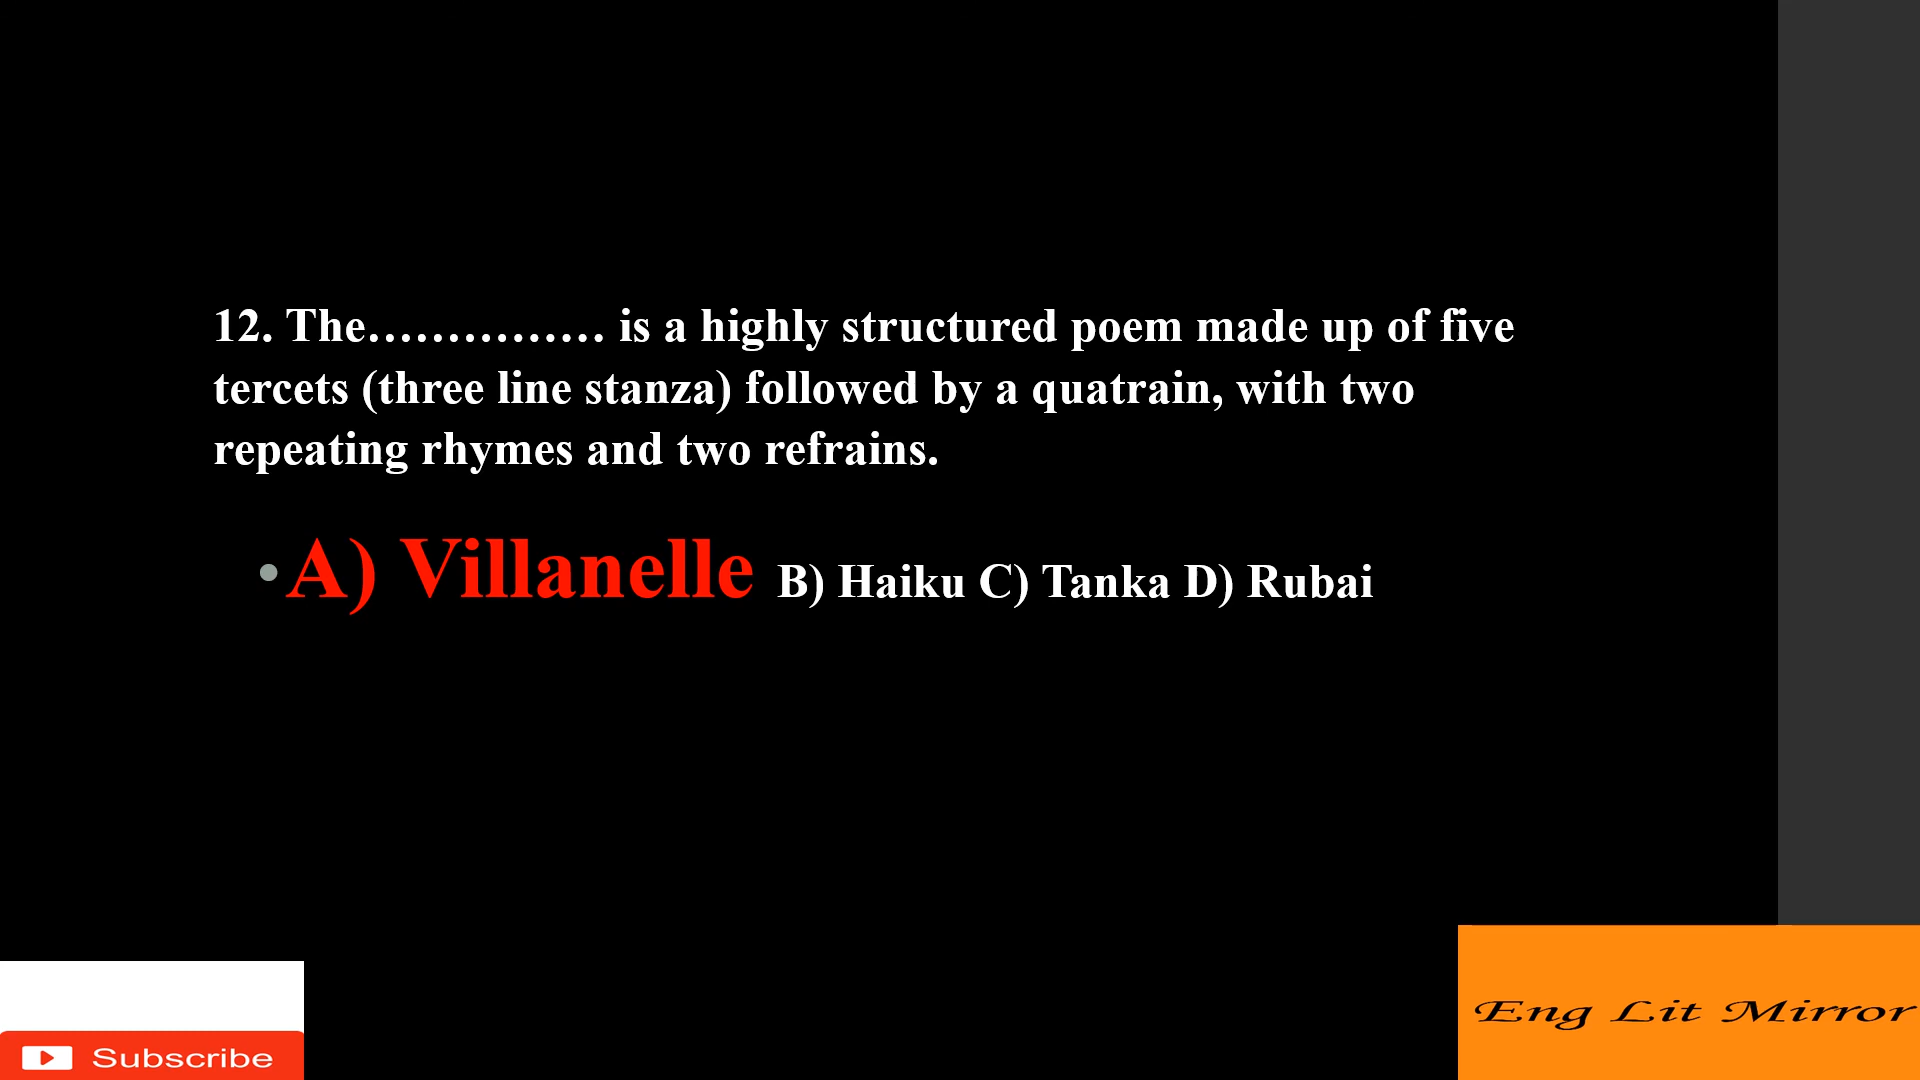 12. The…………… is a highly structured poem made up of five
tercets (three line stanza) followed by a quatrain, with two
repeating rhymes and two refrains.
•A) Villanelle B) Haiku C) Tanka D) Rubai
Subscribe
Eng Lit Mirror